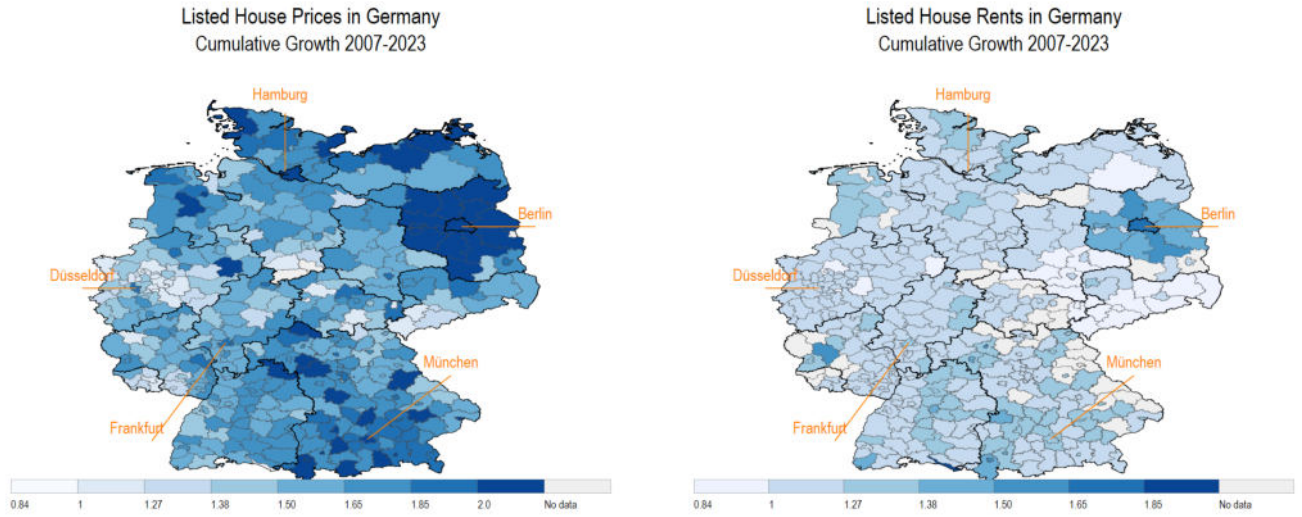 Listed House Prices in Germany
Cumulative Growth 2007-2023
Hamburg
Berlin
Düsseldorf
München
Frankfurt
0.84 1 1.27 1.38 1.50 1.65 1.85 2.0 No data
Listed House Rents in Germany
Cumulative Growth 2007-2023
Hamburg
Berlin
Düsseldorf
München
Frankfurt
0.84 1 1.27 1.38 1.50 1.65 1.85 No data